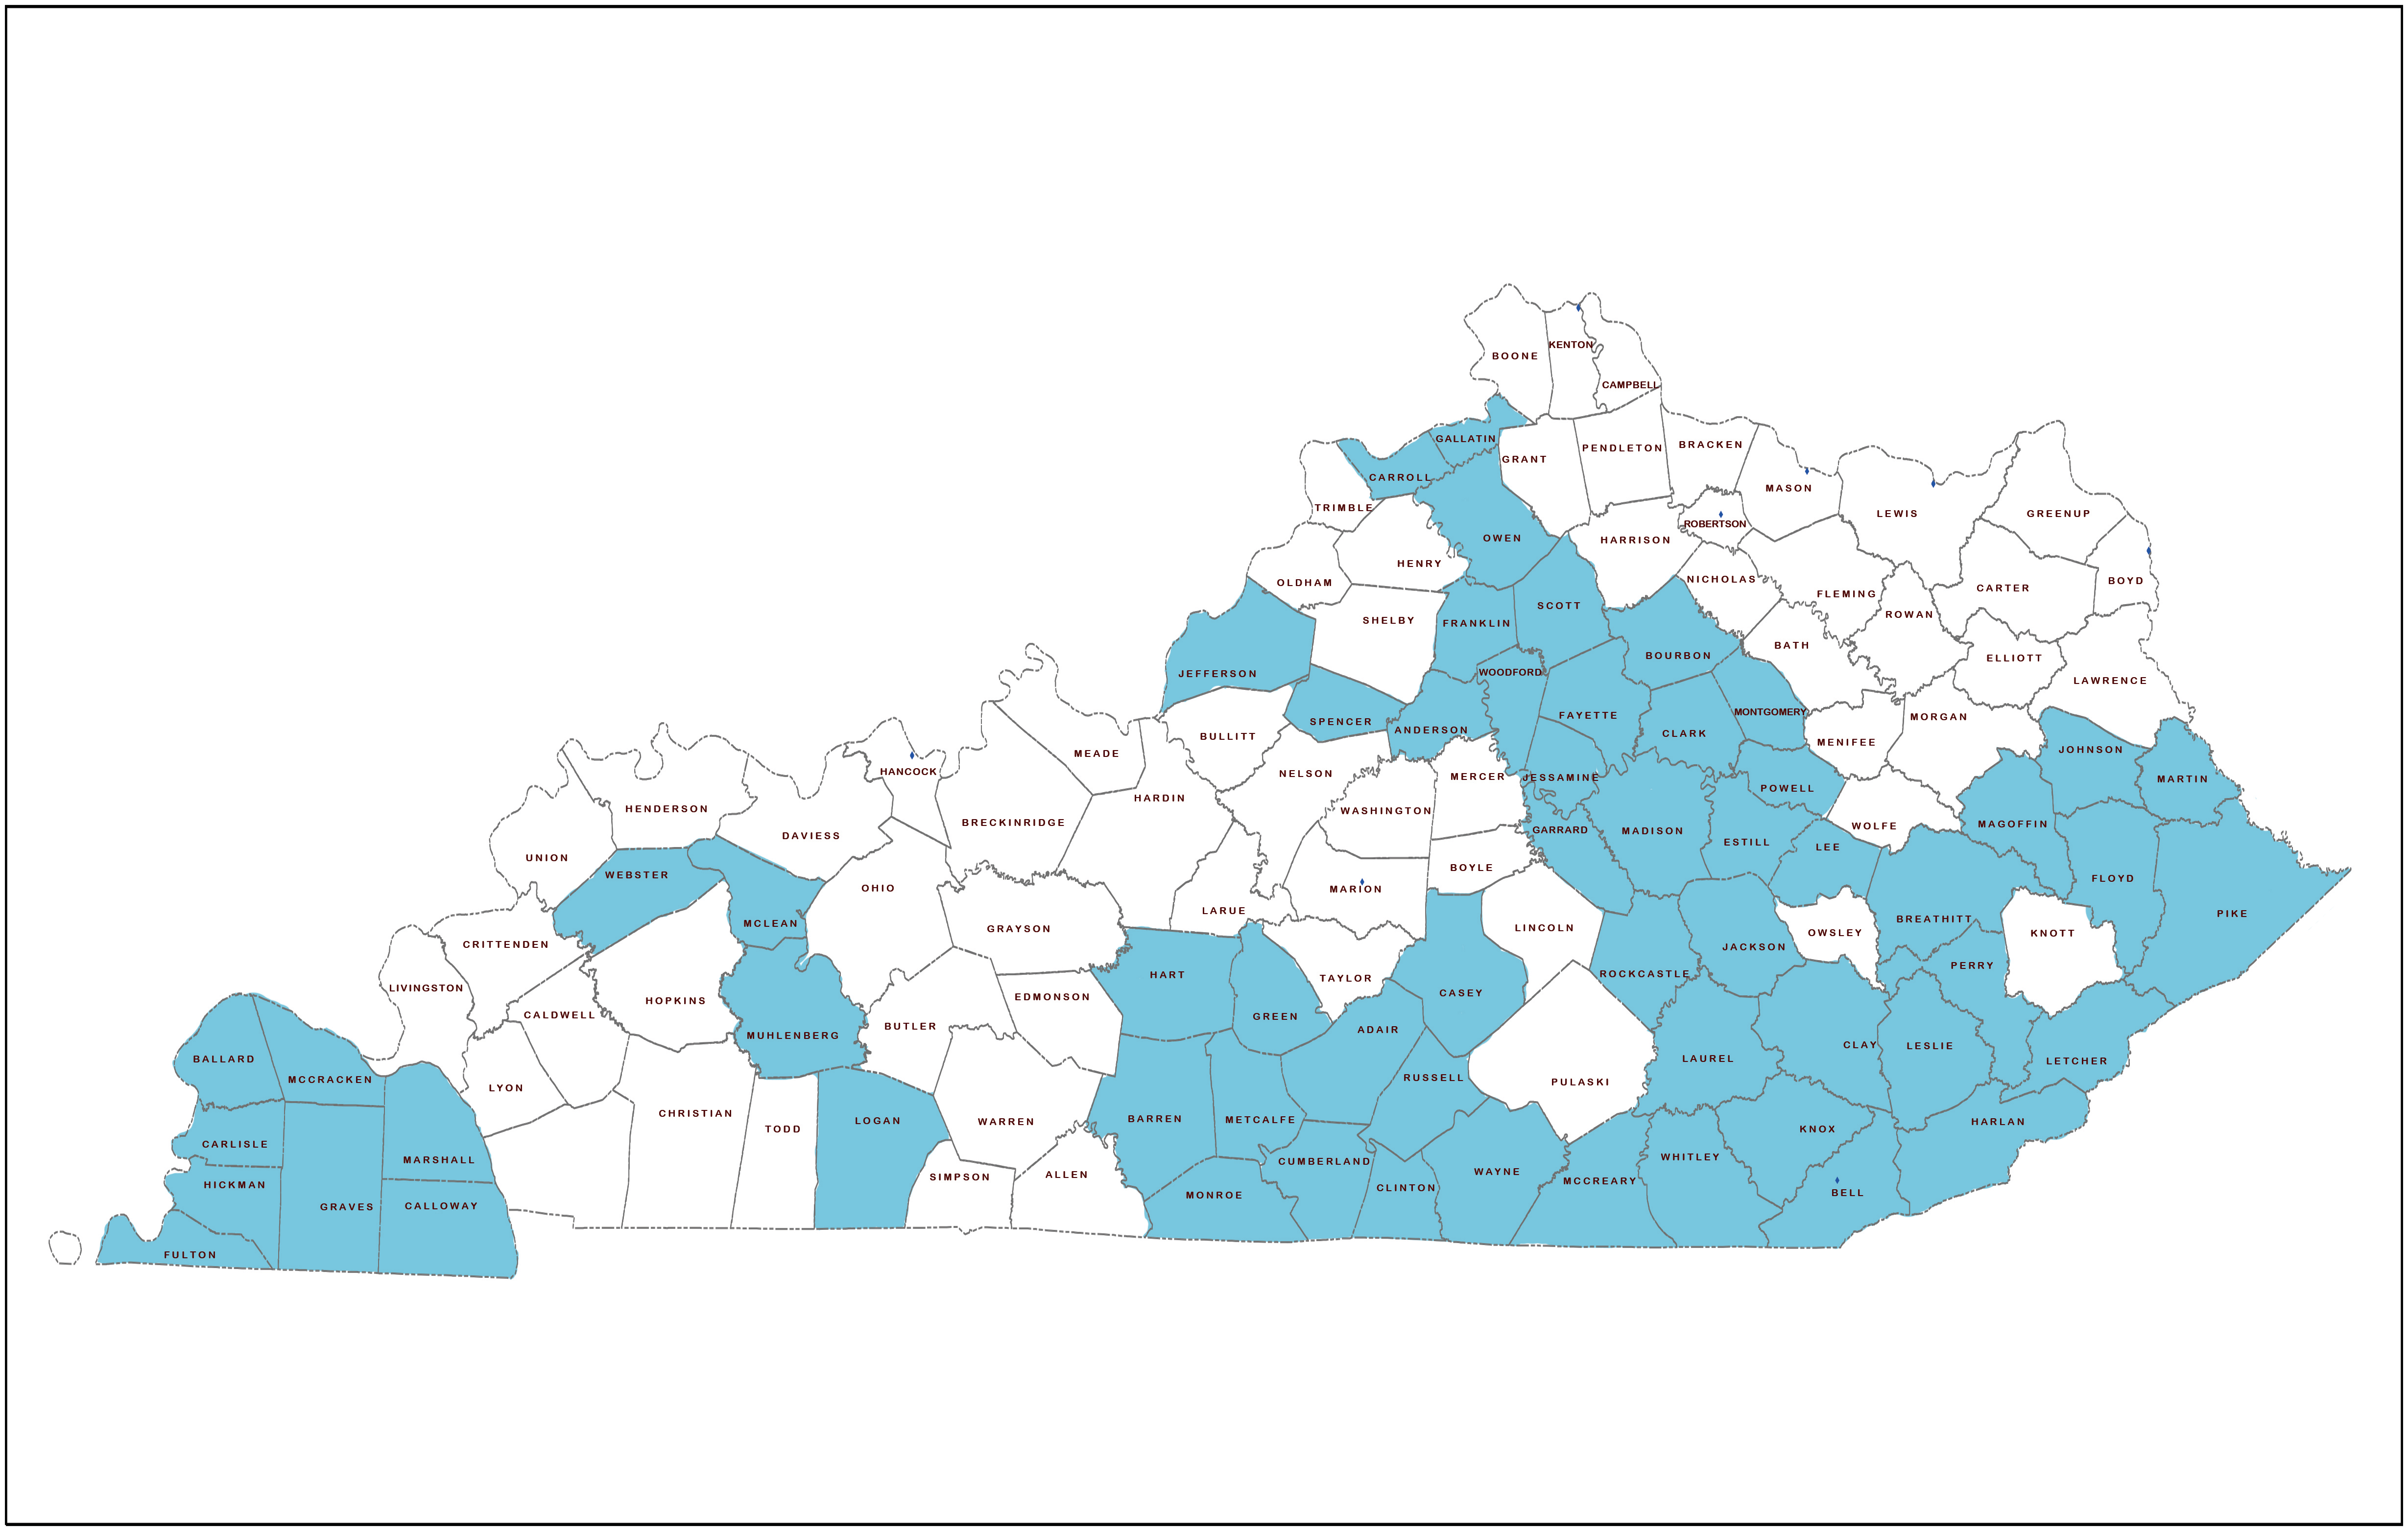 BOONE
KENTON
CAMPBELL
GALLATIN
CARROLL
GRANT
PENDLETON
BRACKEN
MASON
TRIMBLE
OWEN
HARRISON
ROBERTSON
LEWIS
GREENUP
HENRY
OLDHAM
NICHOLAS
FLEMING
CARTER
BOYD
SHELBY
FRANKLIN
SCOTT
ROWAN
BOURBON
BATH
ELLIOTT
LAWRENCE
JEFFERSON
WOODFORD
SPENCER
ANDERSON
FAYETTE
CLARK
MONTGOMERY
MORGAN
MENIFEE
BULLITT
JOHNSON
MARTIN
MEADE
HANCOCK
NELSON
MERCER
JESSAMINE
POWELL
HENDERSON
DAVIESS
BRECKINRIDGE
HARDIN
WASHINGTON
GARRARD
MADISON
ESTILL
LEE
WOLFE
MAGOFFIN
UNION
WEBSTER
OHIO
MARION
BOYLE
FLOYD
PIKE
MCLEAN
GRAYSON
LARUE
LINCOLN
JACKSON
OWSLEY
BREATHITT
KNOTT
CRITTENDEN
HART
TAYLOR
CASEY
ROCKCASTLE
PERRY
LIVINGSTON
CALDWELL
HOPKINS
EDMONSON
BUTLER
MUHLENBERG
GREEN
ADAIR
LAUREL
CLAY
LESLIE
LETCHER
BALLARD
MCCRACKEN
LYON
RUSSELL
PULASKI
CHRISTIAN
TODD
LOGAN
WARREN
BARREN
METCALFE
KNOX
HARLAN
CARLISLE
MARSHALL
SIMPSON
ALLEN
CUMBERLAND
WAYNE
WHITLEY
HICKMAN
GRAVES
CALLOWAY
MONROE
CLINTON
MCCREARY
BELL
FULTON